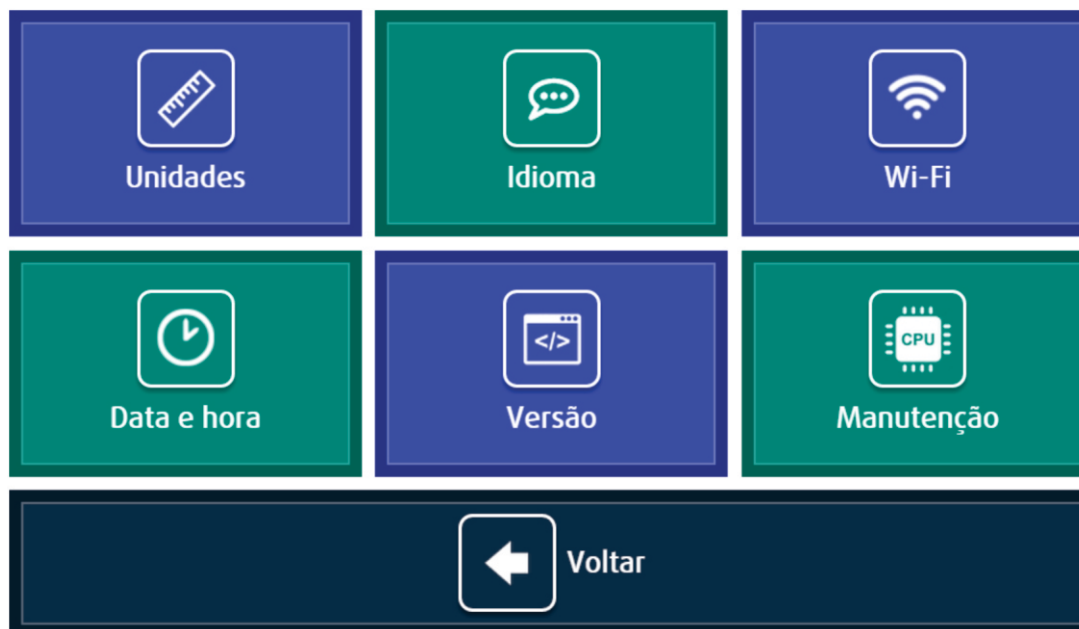 Unidades
Idioma
Wi-Fi
Data e hora
</>
Versão
CPU
Manutenção
Voltar